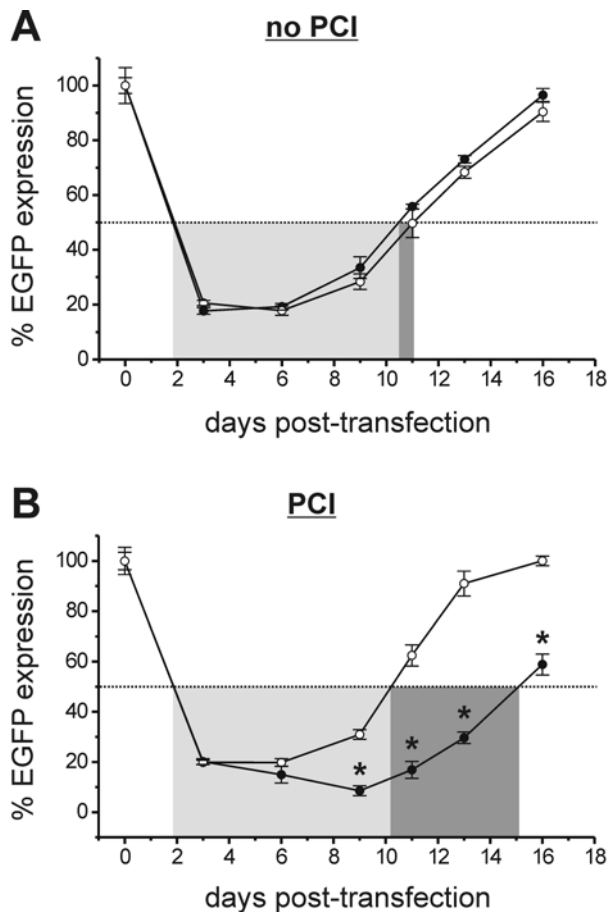 A
no PCI
% EGFP expression
100
80
60
40
20
0
0 2 4 6 8 10 12 14 16 18
days post-transfection
B
PCI
% EGFP expression
100
80
60
40
20
0
* * * *
0 2 4 6 8 10 12 14 16 18
days post-transfection